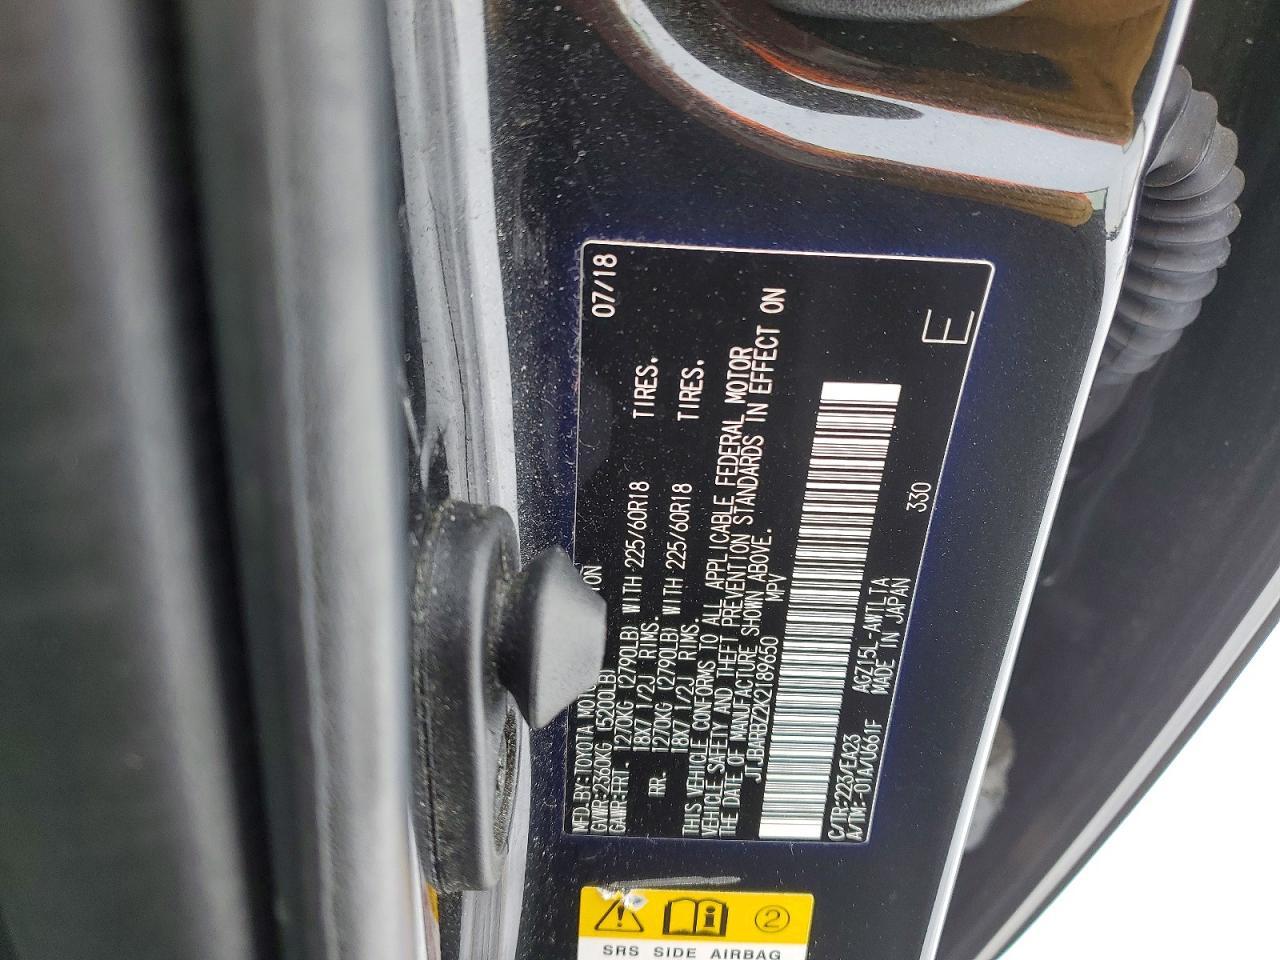 MFD.BY:TOYOTA MOTOR 07/18
GVWR:2360KG (5200LB)
GAWR:FRT. 1270KG (2790LB) WITH 225/60R18 TIRES.
18X7 1/2J RIMS.
RR. 1270KG (2790LB) WITH 225/60R18 TIRES.
18X7 1/2J RIMS.
THIS VEHICLE CONFORMS TO ALL APPLICABLE FEDERAL MOTOR
VEHICLE SAFETY AND THEFT PREVENTION STANDARDS IN EFFECT ON
THE DATE OF MANUFACTURE SHOWN ABOVE.
JTJBARBZ2K2189650 MPV
C/TR:223/EA23 AGZ15L-AWTLTA 330
A/TM:-01A/U661F MADE IN JAPAN
E
2
SRS SIDE AIRBAG